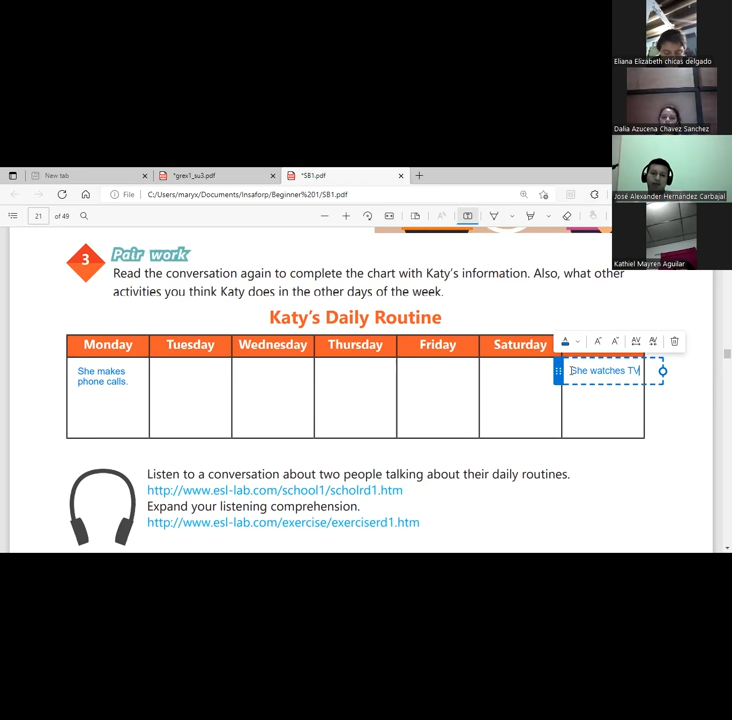 Eliana Elizabeth chicas delgado
Dalia Azucena Chavez Sanchez
José Alexander Hernández Carbajal
Kathiel Mayren Aguilar
New tab
*grex1_su3.pdf
*SB1.pdf
File
C:/Users/maryx/Documents/Insaforp/Beginner%201/SB1.pdf
21 of 49
3 Pair work
Read the conversation again to complete the chart with Katy's information. Also, what other
activities you think Katy does in the other days of the week.
Katy's Daily Routine
Monday Tuesday Wednesday Thursday Friday Saturday
She makes
phone calls.
She watches TV
Listen to a conversation about two people talking about their daily routines.
http://www.esl-lab.com/school1/scholrd1.htm
Expand your listening comprehension.
http://www.esl-lab.com/exercise/exerciserd1.htm